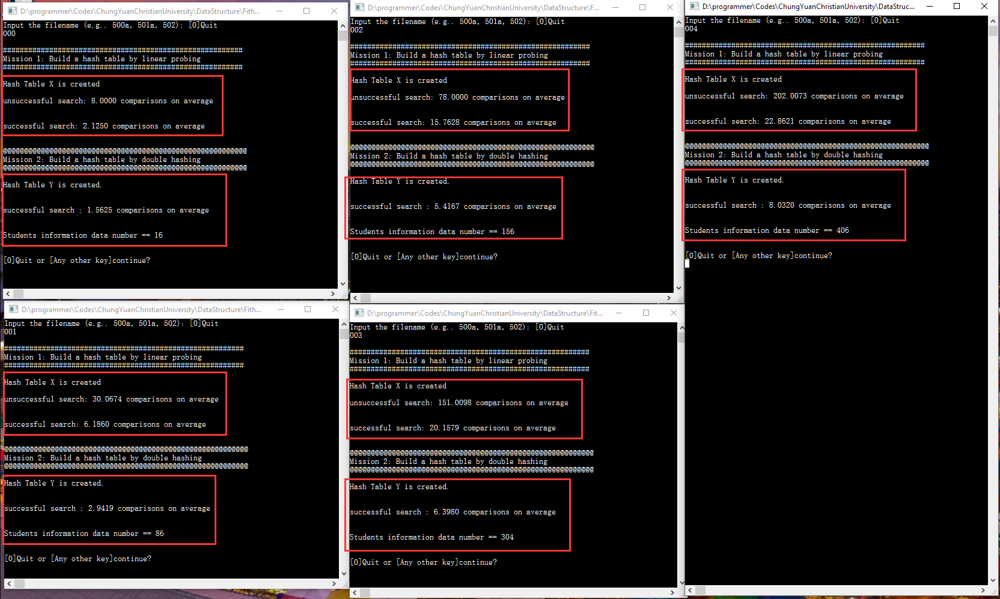 D:\programmer\Codes\ChungYuanChristianUniversity\DataStructure\Fith...
Input the filename (e.g.. 500a, 501a, 502): [0]Quit
000
#########################################################
Mission 1: Build a hash table by linear probing
#########################################################
Hash Table X is created
unsuccessful search: 8.0000 comparisons on average
successful search: 2.1250 comparisons on average
@@@@@@@@@@@@@@@@@@@@@@@@@@@@@@@@@@@@@@@@@@@@@@@@@@@@@@@@@@
Mission 2: Build a hash table by double hashing
@@@@@@@@@@@@@@@@@@@@@@@@@@@@@@@@@@@@@@@@@@@@@@@@@@@@@@@@@@
Hash Table Y is created.
successful search : 1.5625 comparisons on average
Students information data number == 16
[0]Quit or [Any other key]continue?
D:\programmer\Codes\ChungYuanChristianUniversity\DataStructure\F...
Input the filename (e.g.. 500a, 501a, 502): [0]Quit
002
#########################################################
Mission 1: Build a hash table by linear probing
#########################################################
Hash Table X is created
unsuccessful search: 78.0000 comparisons on average
successful search: 15.7628 comparisons on average
@@@@@@@@@@@@@@@@@@@@@@@@@@@@@@@@@@@@@@@@@@@@@@@@@@@@@@@@@@
Mission 2: Build a hash table by double hashing
@@@@@@@@@@@@@@@@@@@@@@@@@@@@@@@@@@@@@@@@@@@@@@@@@@@@@@@@@@
Hash Table Y is created.
successful search : 5.4167 comparisons on average
Students information data number == 156
[0]Quit or [Any other key]continue?
D:\programmer\Codes\ChungYuanChristianUniversity\DataStruc...
Input the filename (e.g.. 500a, 501a, 502): [0]Quit
004
#########################################################
Mission 1: Build a hash table by linear probing
#########################################################
Hash Table X is created
unsuccessful search: 202.0073 comparisons on average
successful search: 22.8621 comparisons on average
@@@@@@@@@@@@@@@@@@@@@@@@@@@@@@@@@@@@@@@@@@@@@@@@@@@@@@@@@@
Mission 2: Build a hash table by double hashing
@@@@@@@@@@@@@@@@@@@@@@@@@@@@@@@@@@@@@@@@@@@@@@@@@@@@@@@@@@
Hash Table Y is created.
successful search : 8.0320 comparisons on average
Students information data number == 406
[0]Quit or [Any other key]continue?
D:\programmer\Codes\ChungYuanChristianUniversity\DataStructure\Fith...
Input the filename (e.g.. 500a, 501a, 502): [0]Quit
001
#########################################################
Mission 1: Build a hash table by linear probing
#########################################################
Hash Table X is created
unsuccessful search: 30.0674 comparisons on average
successful search: 6.1860 comparisons on average
@@@@@@@@@@@@@@@@@@@@@@@@@@@@@@@@@@@@@@@@@@@@@@@@@@@@@@@@@@
Mission 2: Build a hash table by double hashing
@@@@@@@@@@@@@@@@@@@@@@@@@@@@@@@@@@@@@@@@@@@@@@@@@@@@@@@@@@
Hash Table Y is created.
successful search : 2.9419 comparisons on average
Students information data number == 86
[0]Quit or [Any other key]continue?
D:\programmer\Codes\ChungYuanChristianUniversity\DataStructure\Fit...
Input the filename (e.g.. 500a, 501a, 502): [0]Quit
003
#########################################################
Mission 1: Build a hash table by linear probing
#########################################################
Hash Table X is created
unsuccessful search: 151.0098 comparisons on average
successful search: 20.1579 comparisons on average
@@@@@@@@@@@@@@@@@@@@@@@@@@@@@@@@@@@@@@@@@@@@@@@@@@@@@@@@@@
Mission 2: Build a hash table by double hashing
@@@@@@@@@@@@@@@@@@@@@@@@@@@@@@@@@@@@@@@@@@@@@@@@@@@@@@@@@@
Hash Table Y is created.
successful search : 6.3980 comparisons on average
Students information data number == 304
[0]Quit or [Any other key]continue?